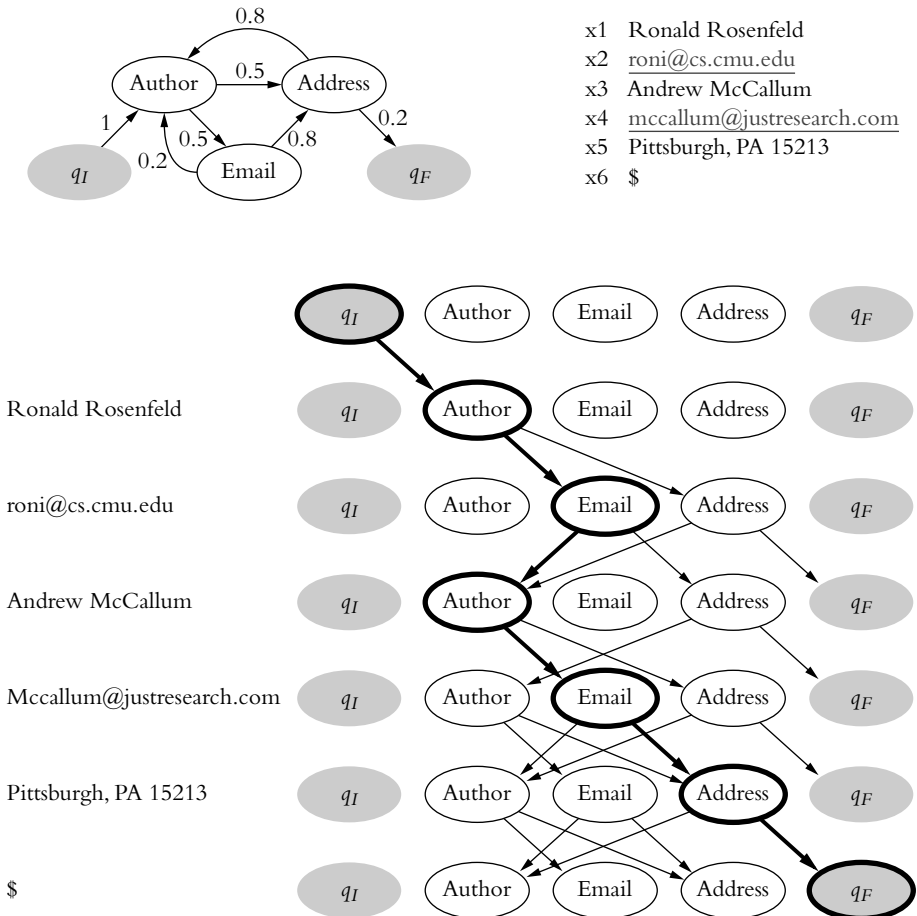 0.8
Author 0.5 Address
1 0.5 0.2
0.2 0.8
qI Email qF
x1 Ronald Rosenfeld
x2 roni@cs.cmu.edu
x3 Andrew McCallum
x4 mccallum@justresearch.com
x5 Pittsburgh, PA 15213
x6 $
qI Author Email Address qF
Ronald Rosenfeld qI Author Email Address qF
roni@cs.cmu.edu qI Author Email Address qF
Andrew McCallum qI Author Email Address qF
Mccallum@justresearch.com qI Author Email Address qF
Pittsburgh, PA 15213 qI Author Email Address qF
$ qI Author Email Address qF